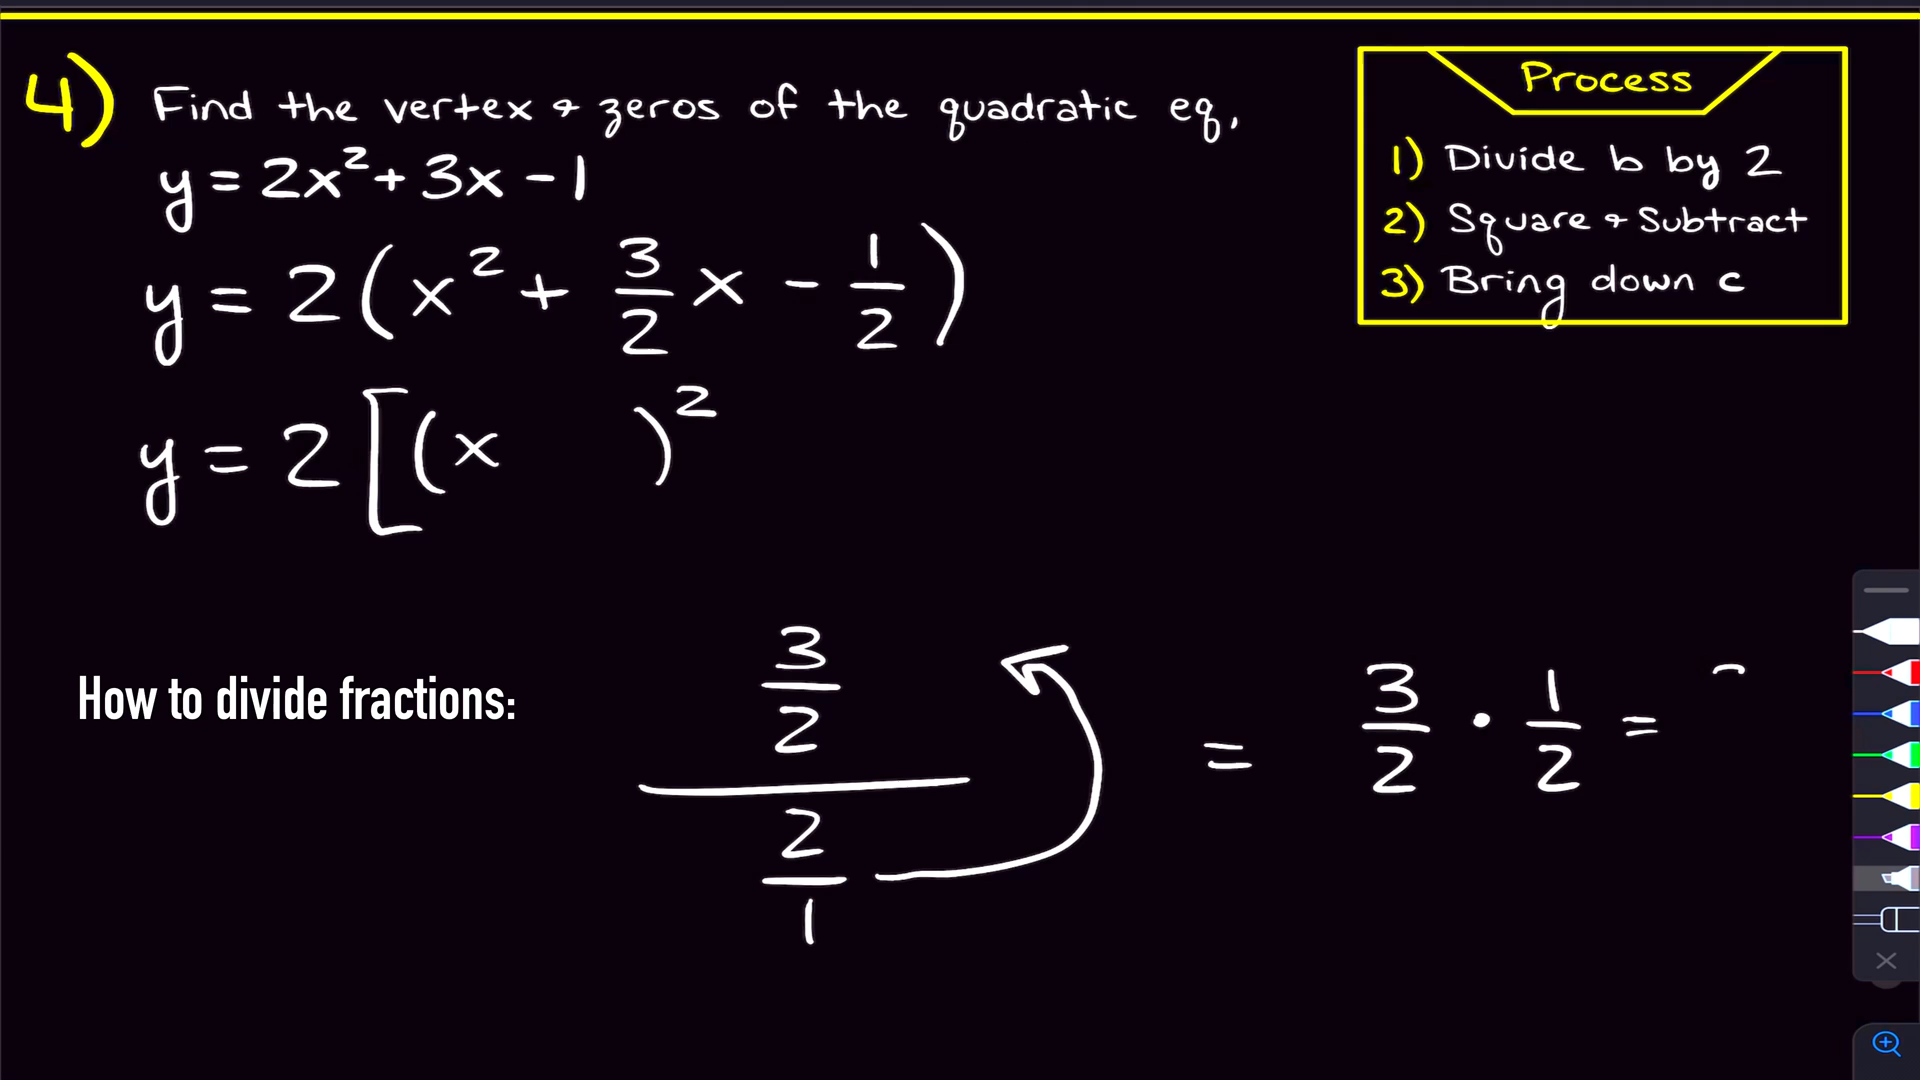 4) Find the vertex & zeros of the quadratic eq.
y = 2x² + 3x - 1
y = 2(x² + 3/2 x - 1/2)
y = 2[(x )²
Process
1) Divide b by 2
2) Square & Subtract
3) Bring down c
How to divide fractions:
3/2 / 2/1 = 3/2 · 1/2 =